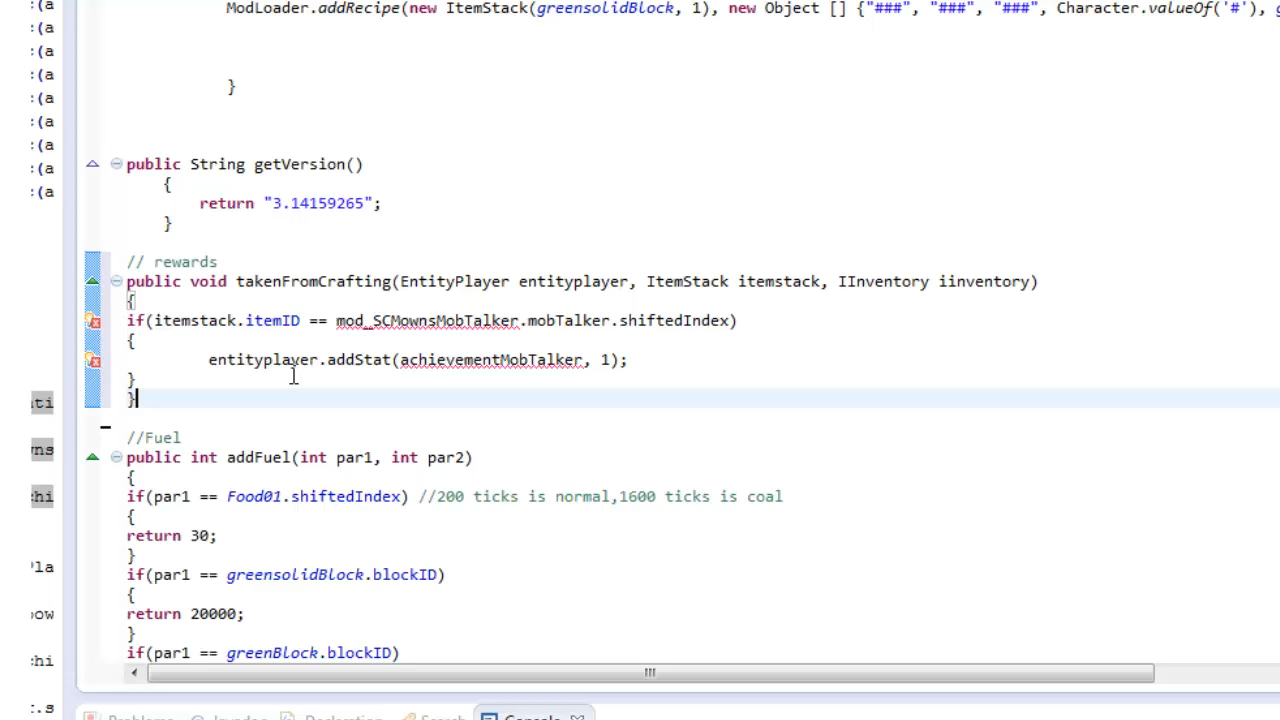 ModLoader.addRecipe(new ItemStack(greensolidBlock, 1), new Object [] {"###", "###", "###", Character.valueOf('#'), g
}
public String getVersion()
{
return "3.14159265";
}
// rewards
public void takenFromCrafting(EntityPlayer entityplayer, ItemStack itemstack, IInventory iinventory)
{
if(itemstack.itemID == mod_SCMownsMobTalker.mobTalker.shiftedIndex)
{
entityplayer.addStat(achievementMobTalker, 1);
}
}
//Fuel
public int addFuel(int par1, int par2)
{
if(par1 == Food01.shiftedIndex) //200 ticks is normal,1600 ticks is coal
{
return 30;
}
if(par1 == greensolidBlock.blockID)
{
return 20000;
}
if(par1 == greenBlock.blockID)
:(a
:(a
:(a
:(a
:(a
:(a
:(a
:(a
:(a